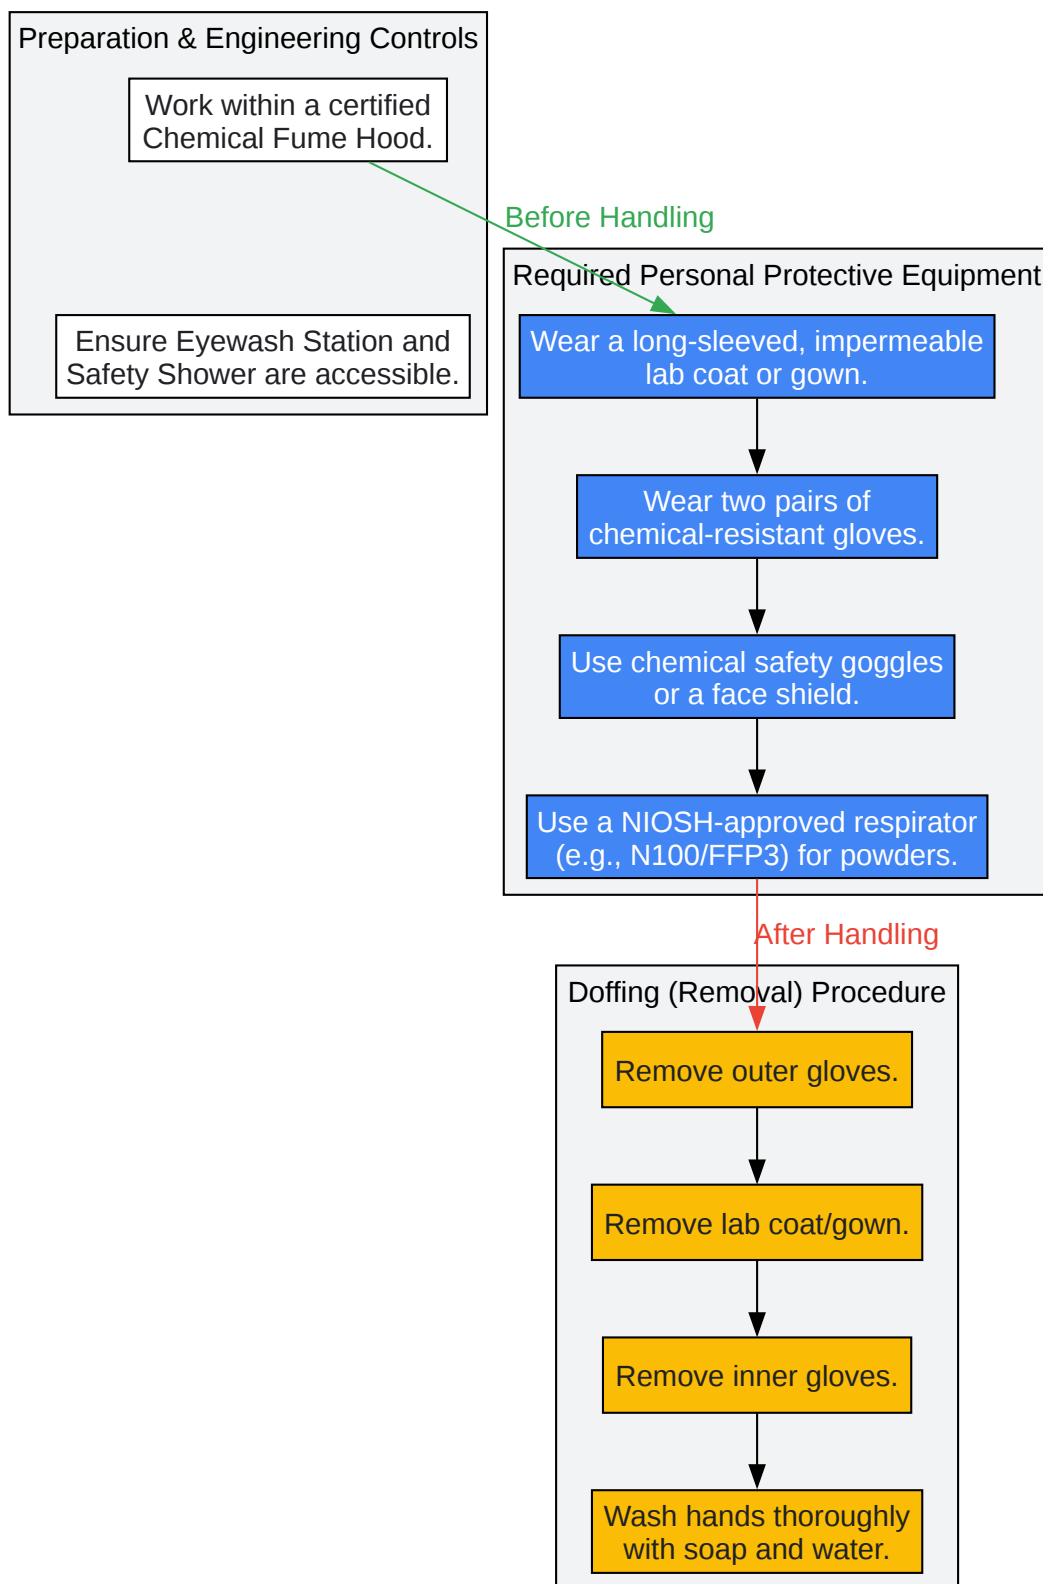 Preparation & Engineering Controls
Work within a certified
Chemical Fume Hood.
Before Handling
Required Personal Protective Equipment
Ensure Eyewash Station and
Safety Shower are accessible.
Wear a long-sleeved, impermeable
lab coat or gown.
Wear two pairs of
chemical-resistant gloves.
Use chemical safety goggles
or a face shield.
Use a NIOSH-approved respirator
(e.g., N100/FFP3) for powders.
After Handling
Doffing (Removal) Procedure
Remove outer gloves.
Remove lab coat/gown.
Remove inner gloves.
Wash hands thoroughly
with soap and water.